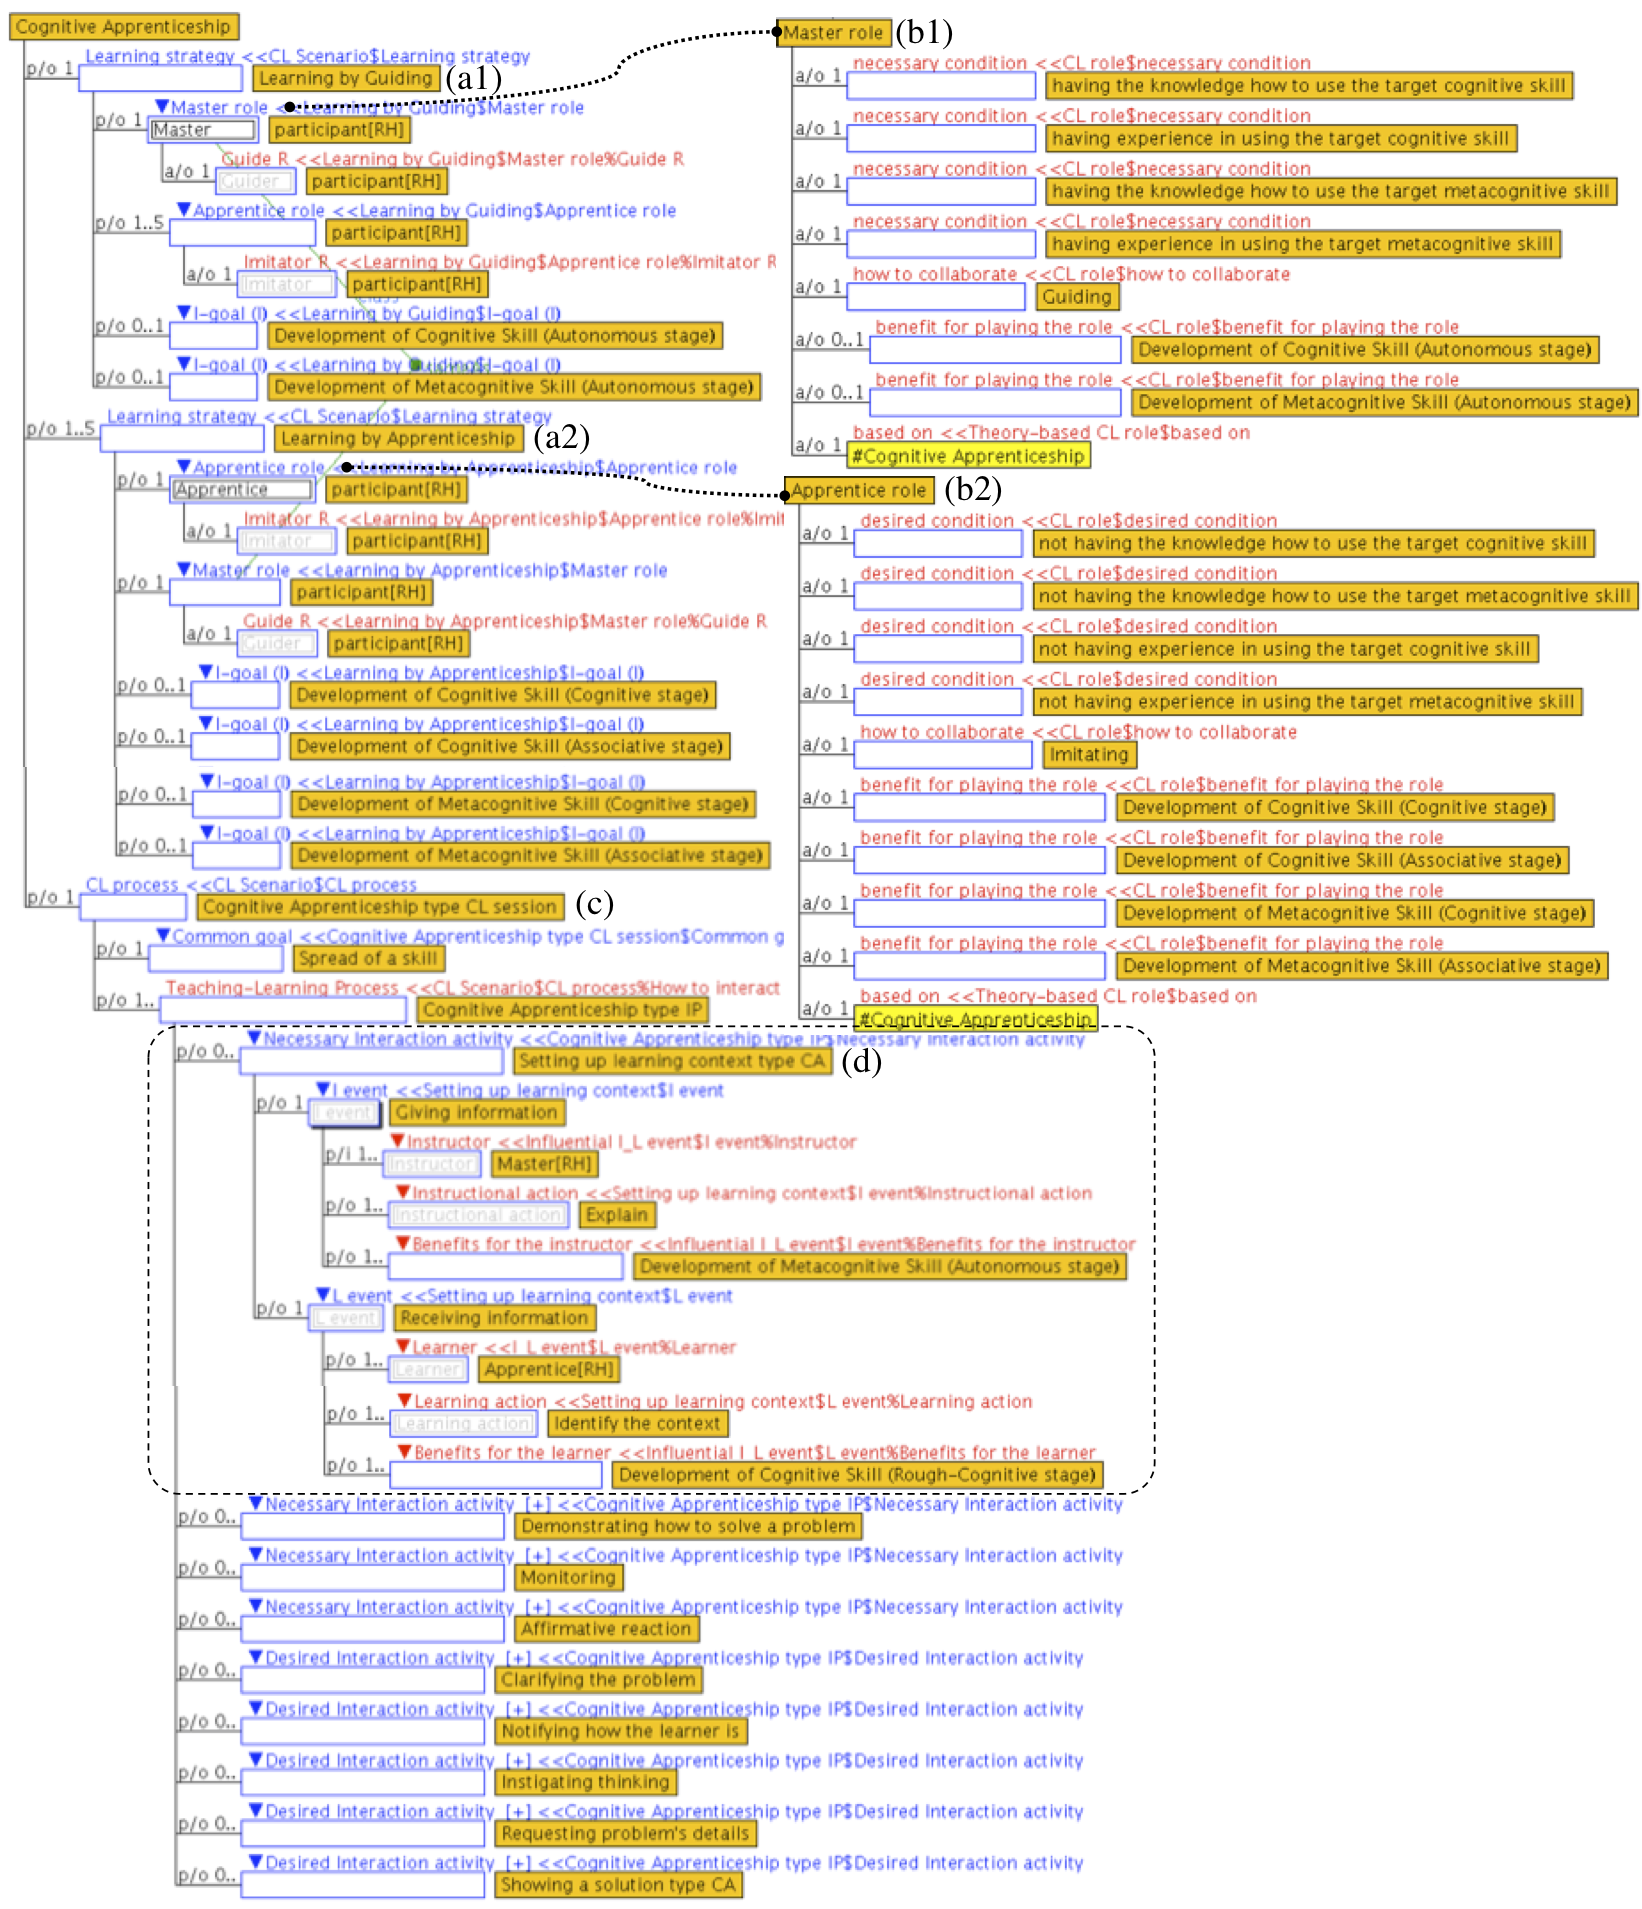 Cognitive Apprenticeship
Learning strategy <<CL Scenario$Learning strategy
p/o 1
Learning by Guiding
(a1)
Master role <<Learning by Guiding$Master role
p/o 1
Master
participant[RH]
Guide R <<Learning by Guiding$Master role%Guide R
a/o 1
Guider
participant[RH]
Apprentice role <<Learning by Guiding$Apprentice role
p/o 1..5
participant[RH]
Imitator R <<Learning by Guiding$Apprentice role%Imitator R
a/o 1
Imitator
participant[RH]
I-goal (I) <<Learning by Guiding$I-goal (I)
p/o 0..1
Development of Cognitive Skill (Autonomous stage)
I-goal (I) <<Learning by Guiding$I-goal (I)
p/o 0..1
Development of Metacognitive Skill (Autonomous stage)
Learning strategy <<CL Scenario$Learning strategy
p/o 1..5
Learning by Apprenticeship
(a2)
Apprentice role <<Learning by Apprenticeship$Apprentice role
p/o 1
Apprentice
participant[RH]
Imitator R <<Learning by Apprenticeship$Apprentice role%Imit
a/o 1
Imitator
participant[RH]
Master role <<Learning by Apprenticeship$Master role
p/o 1
participant[RH]
Guide R <<Learning by Apprenticeship$Master role%Guide R
a/o 1
Guider
participant[RH]
I-goal (I) <<Learning by Apprenticeship$I-goal (I)
p/o 0..1
Development of Cognitive Skill (Cognitive stage)
I-goal (I) <<Learning by Apprenticeship$I-goal (I)
p/o 0..1
Development of Cognitive Skill (Associative stage)
I-goal (I) <<Learning by Apprenticeship$I-goal (I)
p/o 0..1
Development of Metacognitive Skill (Cognitive stage)
I-goal (I) <<Learning by Apprenticeship$I-goal (I)
p/o 0..1
Development of Metacognitive Skill (Associative stage)
CL process <<CL Scenario$CL process
p/o 1
Cognitive Apprenticeship type CL session
(c)
Common goal <<Cognitive Apprenticeship type CL session$Common g
p/o 1
Spread of a skill
Teaching-Learning Process <<CL Scenario$CL process%How to interact
p/o 1..
Cognitive Apprenticeship type IP
Master role
(b1)
necessary condition <<CL role$necessary condition
a/o 1
having the knowledge how to use the target cognitive skill
necessary condition <<CL role$necessary condition
a/o 1
having experience in using the target cognitive skill
necessary condition <<CL role$necessary condition
a/o 1
having the knowledge how to use the target metacognitive skill
necessary condition <<CL role$necessary condition
a/o 1
having experience in using the target metacognitive skill
how to collaborate <<CL role$how to collaborate
a/o 1
Guiding
benefit for playing the role <<CL role$benefit for playing the role
a/o 0..1
Development of Cognitive Skill (Autonomous stage)
benefit for playing the role <<CL role$benefit for playing the role
a/o 0..1
Development of Metacognitive Skill (Autonomous stage)
based on <<Theory-based CL role$based on
a/o 1
#Cognitive Apprenticeship
Apprentice role
(b2)
desired condition <<CL role$desired condition
a/o 1
not having the knowledge how to use the target cognitive skill
desired condition <<CL role$desired condition
a/o 1
not having the knowledge how to use the target metacognitive skill
desired condition <<CL role$desired condition
a/o 1
not having experience in using the target cognitive skill
desired condition <<CL role$desired condition
a/o 1
not having experience in using the target metacognitive skill
how to collaborate <<CL role$how to collaborate
a/o 1
Imitating
benefit for playing the role <<CL role$benefit for playing the role
a/o 1
Development of Cognitive Skill (Cognitive stage)
benefit for playing the role <<CL role$benefit for playing the role
a/o 1
Development of Cognitive Skill (Associative stage)
benefit for playing the role <<CL role$benefit for playing the role
a/o 1
Development of Metacognitive Skill (Cognitive stage)
benefit for playing the role <<CL role$benefit for playing the role
a/o 1
Development of Metacognitive Skill (Associative stage)
based on <<Theory-based CL role$based on
a/o 1
#Cognitive Apprenticeship
Necessary Interaction activity <<Cognitive Apprenticeship type IP$Necessary Interaction activity
p/o 0..
Setting up learning context type CA
(d)
I event <<Setting up learning context$I event
p/o 1
I event
Giving information
Instructor <<Influential I_L event$I event%Instructor
p/i 1..
Instructor
Master[RH]
Instructional action <<Setting up learning context$I event%Instructional action
p/o 1..
Instructional action
Explain
Benefits for the instructor <<Influential I_L event$I event%Benefits for the instructor
p/o 1..
Development of Metacognitive Skill (Autonomous stage)
L event <<Setting up learning context$L event
p/o 1
L event
Receiving information
Learner <<I_L event$L event%Learner
p/o 1..
Learner
Apprentice[RH]
Learning action <<Setting up learning context$L event%Learning action
p/o 1..
Learning action
Identify the context
Benefits for the learner <<Influential I_L event$L event%Benefits for the learner
p/o 1..
Development of Cognitive Skill (Rough-Cognitive stage)
Necessary Interaction activity [+] <<Cognitive Apprenticeship type IP$Necessary Interaction activity
p/o 0..
Demonstrating how to solve a problem
Necessary Interaction activity [+] <<Cognitive Apprenticeship type IP$Necessary Interaction activity
p/o 0..
Monitoring
Necessary Interaction activity [+] <<Cognitive Apprenticeship type IP$Necessary Interaction activity
p/o 0..
Affirmative reaction
Desired Interaction activity [+] <<Cognitive Apprenticeship type IP$Desired Interaction activity
p/o 0..
Clarifying the problem
Desired Interaction activity [+] <<Cognitive Apprenticeship type IP$Desired Interaction activity
p/o 0..
Notifying how the learner is
Desired Interaction activity [+] <<Cognitive Apprenticeship type IP$Desired Interaction activity
p/o 0..
Instigating thinking
Desired Interaction activity [+] <<Cognitive Apprenticeship type IP$Desired Interaction activity
p/o 0..
Requesting problem's details
Desired Interaction activity [+] <<Cognitive Apprenticeship type IP$Desired Interaction activity
p/o 0..
Showing a solution type CA